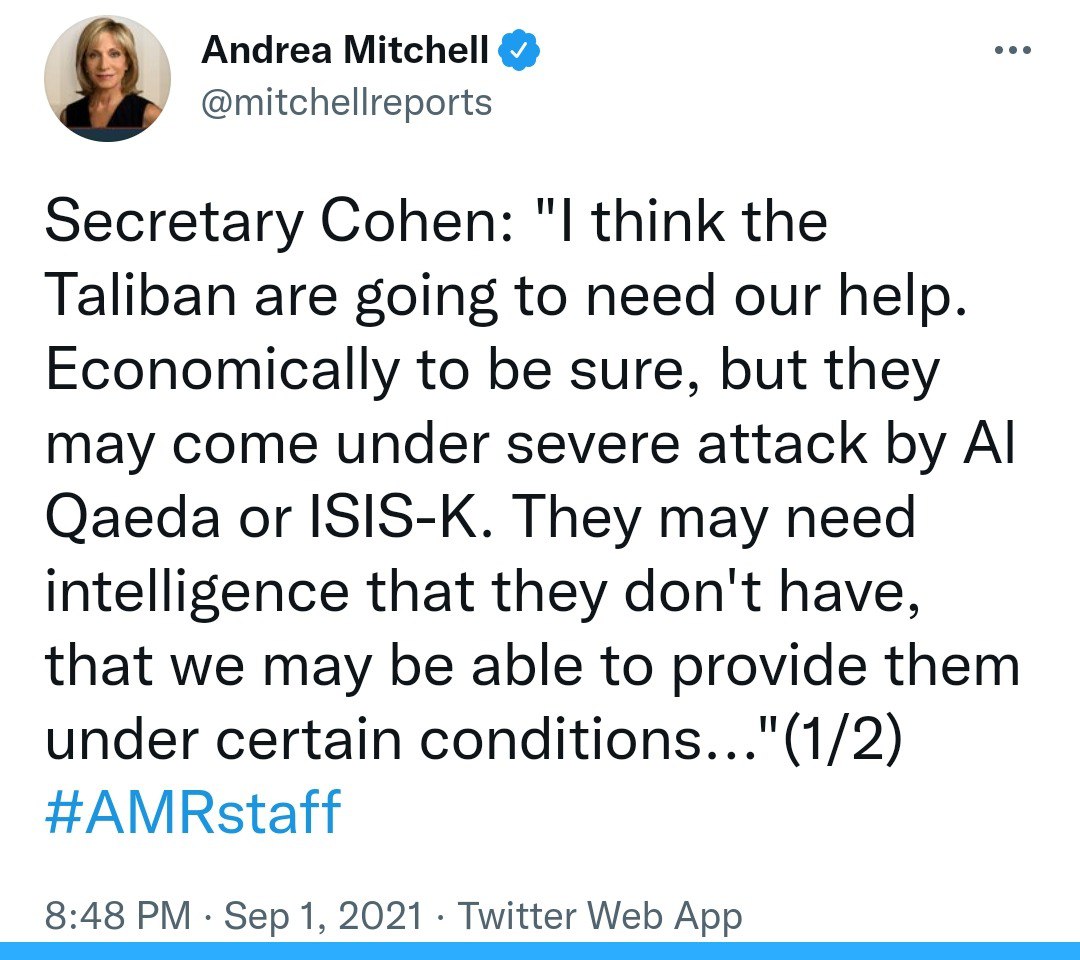 Andrea Mitchell
@mitchellreports
Secretary Cohen: "I think the
Taliban are going to need our help.
Economically to be sure, but they
may come under severe attack by Al
Qaeda or ISIS-K. They may need
intelligence that they don't have,
that we may be able to provide them
under certain conditions..."(1/2)
#AMRstaff
8:48 PM · Sep 1, 2021 · Twitter Web App